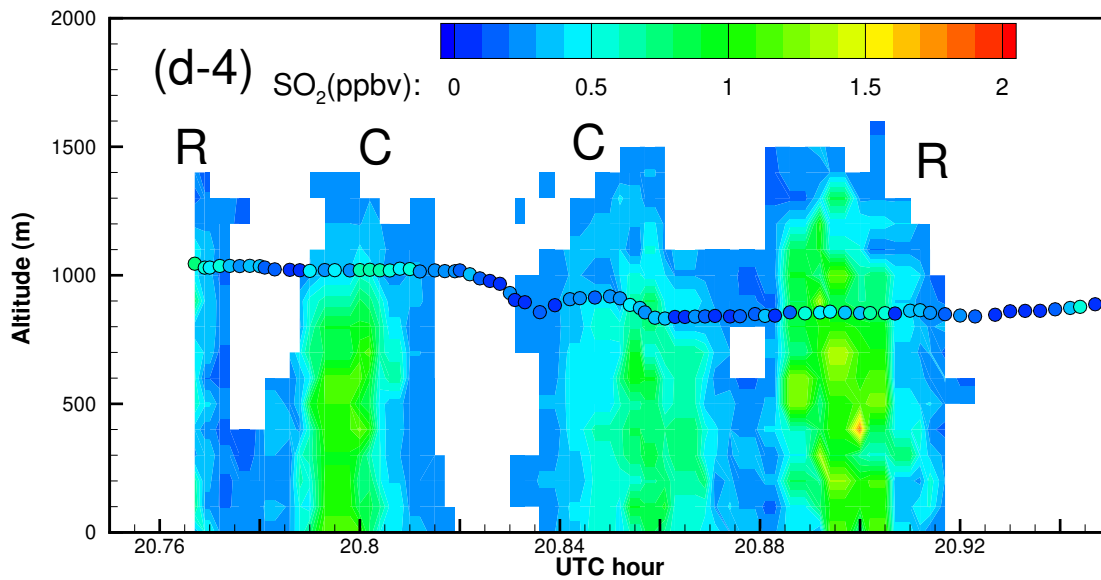 2000
(d-4)
SO2(ppbv):
0 0.5 1 1.5 2
R C C R
1500
1000
500
0
Altitude (m)
20.76 20.8 20.84 20.88 20.92
UTC hour